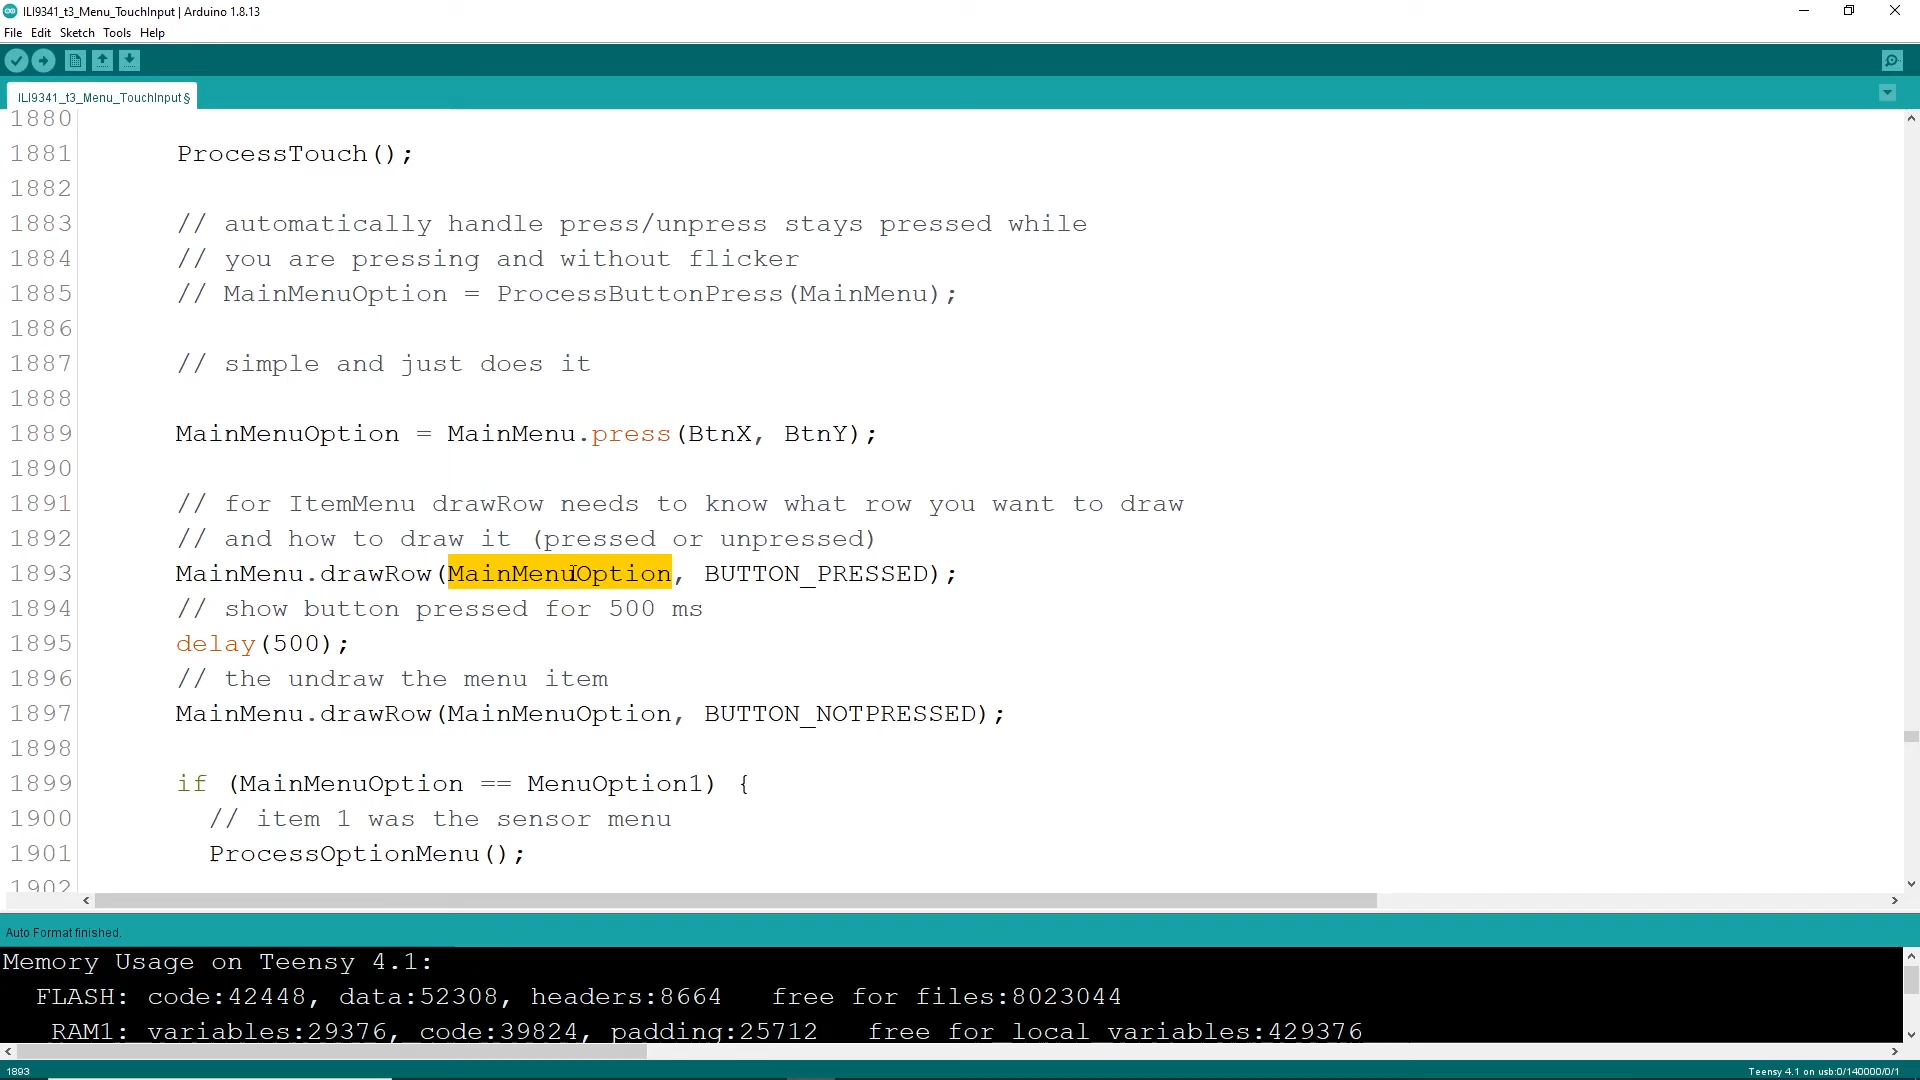 ILI9341_t3_Menu_TouchInput | Arduino 1.8.13
File Edit Sketch Tools Help
ILI9341_t3_Menu_TouchInput §
1880
1881 ProcessTouch();
1882
1883 // automatically handle press/unpress stays pressed while
1884 // you are pressing and without flicker
1885 // MainMenuOption = ProcessButtonPress(MainMenu);
1886
1887 // simple and just does it
1888
1889 MainMenuOption = MainMenu.press(BtnX, BtnY);
1890
1891 // for ItemMenu drawRow needs to know what row you want to draw
1892 // and how to draw it (pressed or unpressed)
1893 MainMenu.drawRow(MainMenuOption, BUTTON_PRESSED);
1894 // show button pressed for 500 ms
1895 delay(500);
1896 // the undraw the menu item
1897 MainMenu.drawRow(MainMenuOption, BUTTON_NOTPRESSED);
1898
1899 if (MainMenuOption == MenuOption1) {
1900 // item 1 was the sensor menu
1901 ProcessOptionMenu();
1902
Auto Format finished.
Memory Usage on Teensy 4.1:
FLASH: code:42448, data:52308, headers:8664 free for files:8023044
RAM1: variables:29376, code:39824, padding:25712 free for local variables:429376
1893
Teensy 4.1 on usb:0/140000/0/1